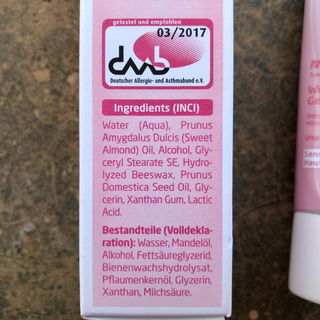 getestet und empfohlen
03/2017
daab
Deutscher Allergie- und Asthmabund e.V.
Ingredients (INCI)
Water (Aqua), Prunus
Amygdalus Dulcis (Sweet
Almond) Oil, Alcohol, Gly-
ceryl Stearate SE, Hydro-
lyzed Beeswax, Prunus
Domestica Seed Oil, Gly-
cerin, Xanthan Gum, Lactic
Acid.
Bestandteile (Volldekla-
ration): Wasser, Mandelöl,
Alkohol, Fettsäureglyzerid,
Bienenwachshydrolysat,
Pflaumenkernöl, Glyzerin,
Xanthan, Milchsäure.